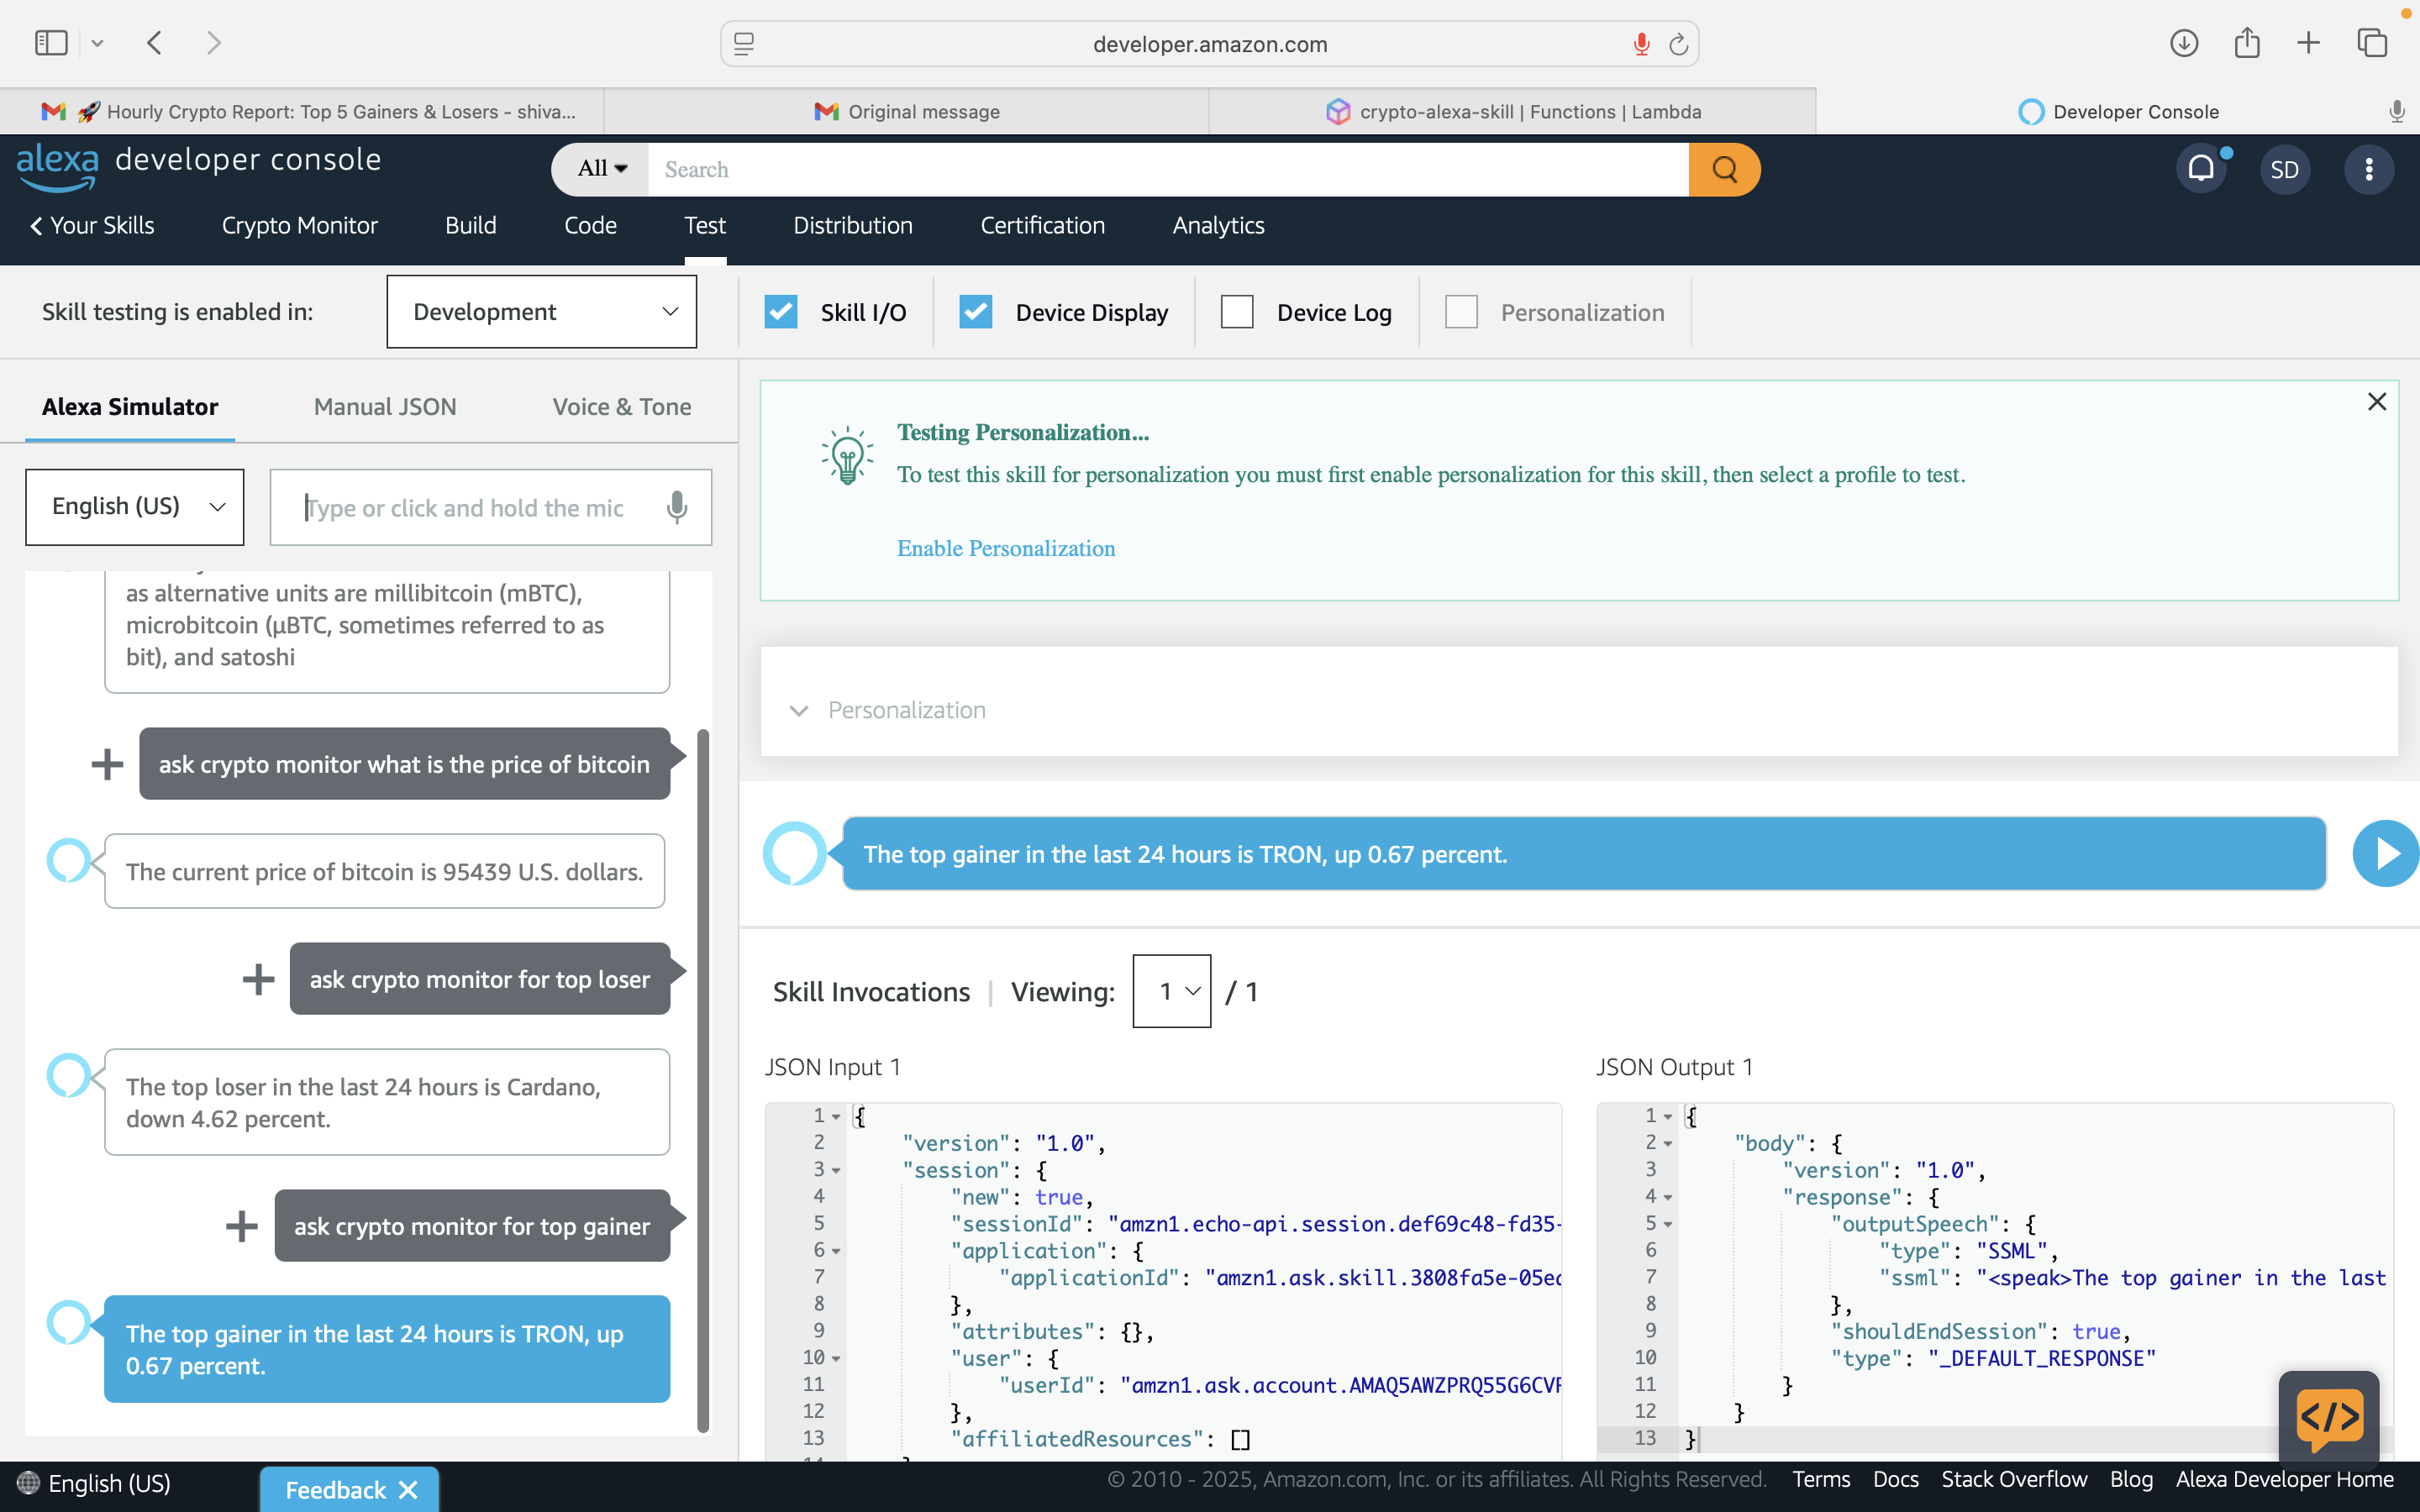 developer.amazon.com
🚀 Hourly Crypto Report: Top 5 Gainers & Losers - shiva...
Original message
crypto-alexa-skill | Functions | Lambda
Developer Console
alexa developer console
All
Search
SD
Your Skills
Crypto Monitor
Build
Code
Test
Distribution
Certification
Analytics
Skill testing is enabled in:
Development
Skill I/O
Device Display
Device Log
Personalization
Alexa Simulator
Manual JSON
Voice & Tone
English (US)
Type or click and hold the mic
as alternative units are millibitcoin (mBTC),
microbitcoin (µBTC, sometimes referred to as
bit), and satoshi
ask crypto monitor what is the price of bitcoin
The current price of bitcoin is 95439 U.S. dollars.
ask crypto monitor for top loser
The top loser in the last 24 hours is Cardano,
down 4.62 percent.
ask crypto monitor for top gainer
The top gainer in the last 24 hours is TRON, up
0.67 percent.
Testing Personalization...
To test this skill for personalization you must first enable personalization for this skill, then select a profile to test.
Enable Personalization
Personalization
The top gainer in the last 24 hours is TRON, up 0.67 percent.
Skill Invocations | Viewing: 1 / 1
JSON Input 1
1 {
2 "version": "1.0",
3 "session": {
4 "new": true,
5 "sessionId": "amzn1.echo-api.session.def69c48-fd35-
6 "application": {
7 "applicationId": "amzn1.ask.skill.3808fa5e-05ec
8 },
9 "attributes": {},
10 "user": {
11 "userId": "amzn1.ask.account.AMAQ5AWZPRQ55G6CVF
12 },
13 "affiliatedResources": []
JSON Output 1
1 {
2 "body": {
3 "version": "1.0",
4 "response": {
5 "outputSpeech": {
6 "type": "SSML",
7 "ssml": "<speak>The top gainer in the last
8 },
9 "shouldEndSession": true,
10 "type": "_DEFAULT_RESPONSE"
11 }
12 }
13 }
</>
English (US)
Feedback
© 2010 - 2025, Amazon.com, Inc. or its affiliates. All Rights Reserved.
Terms
Docs
Stack Overflow
Blog
Alexa Developer Home